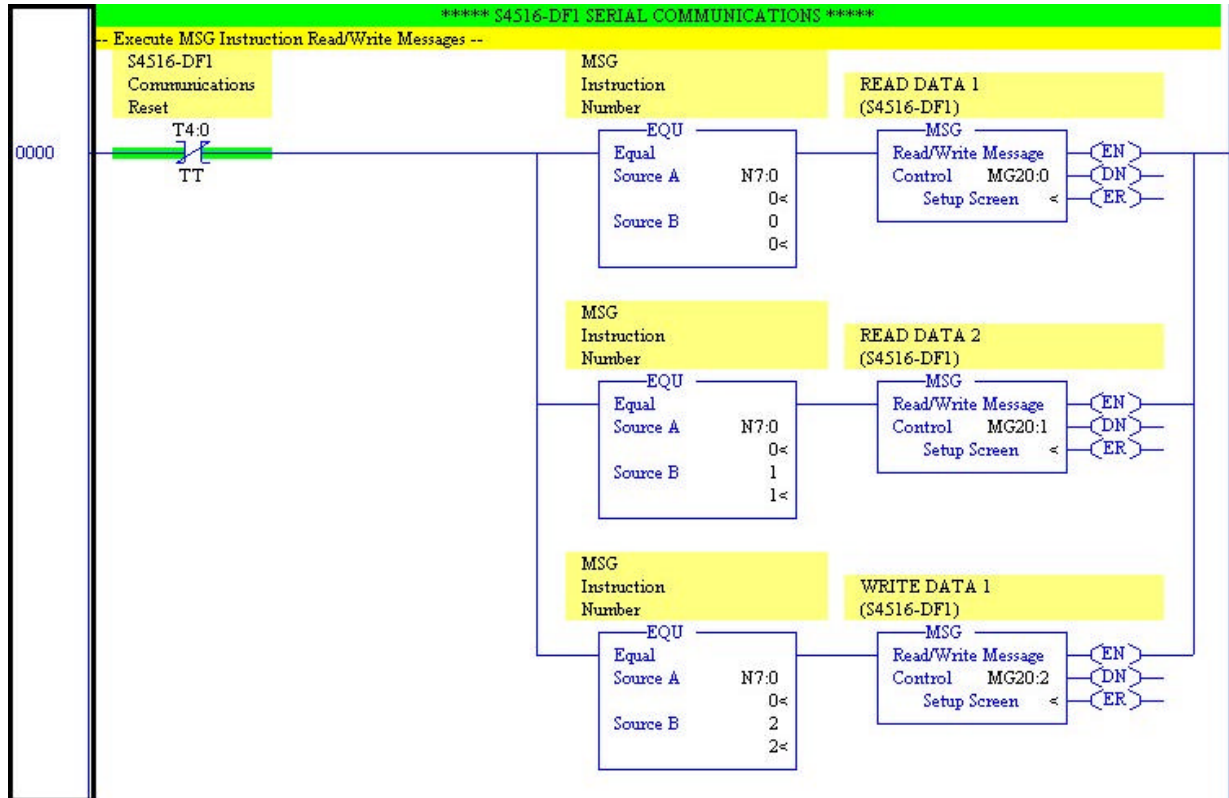 ***** S4516-DF1 SERIAL COMMUNICATIONS *****
-- Execute MSG Instruction Read/Write Messages --
S4516-DF1
Communications
Reset
T4:0
TT
0000
MSG
Instruction
Number
EQU
Equal
Source A N7:0
0<
Source B 0
0<
READ DATA 1
(S4516-DF1)
MSG
Read/Write Message
Control MG20:0
Setup Screen <
EN
DN
ER
MSG
Instruction
Number
EQU
Equal
Source A N7:0
0<
Source B 1
1<
READ DATA 2
(S4516-DF1)
MSG
Read/Write Message
Control MG20:1
Setup Screen <
EN
DN
ER
MSG
Instruction
Number
EQU
Equal
Source A N7:0
0<
Source B 2
2<
WRITE DATA 1
(S4516-DF1)
MSG
Read/Write Message
Control MG20:2
Setup Screen <
EN
DN
ER